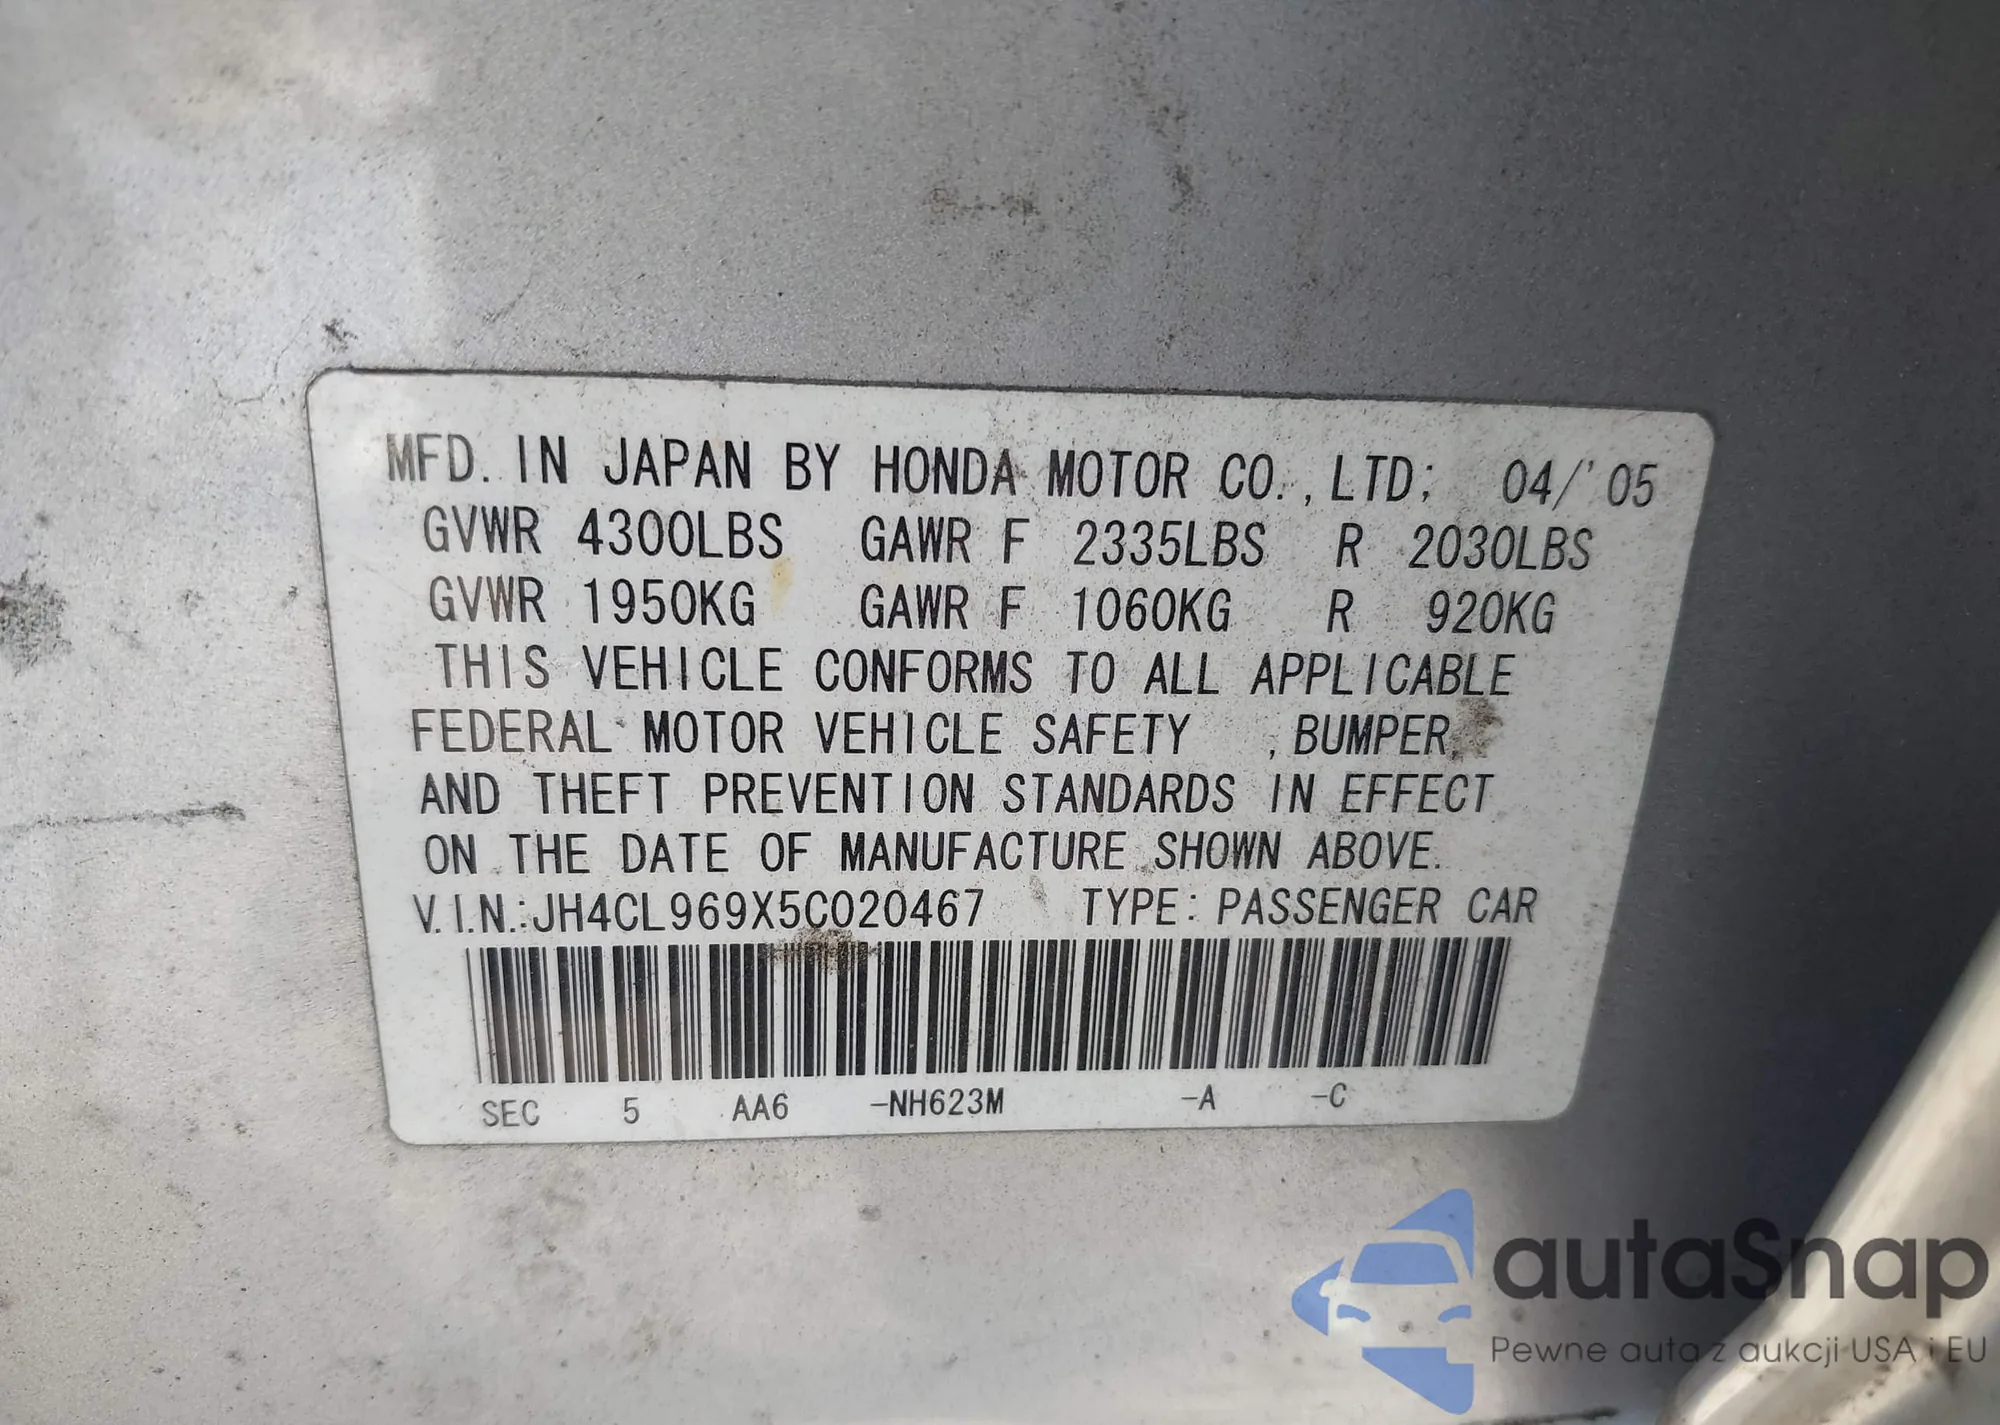 MFD. IN JAPAN BY HONDA MOTOR CO., LTD; 04/'05
GVWR 4300LBS GAWR F 2335LBS R 2030LBS
GVWR 1950KG GAWR F 1060KG R 920KG
THIS VEHICLE CONFORMS TO ALL APPLICABLE
FEDERAL MOTOR VEHICLE SAFETY , BUMPER,
AND THEFT PREVENTION STANDARDS IN EFFECT
ON THE DATE OF MANUFACTURE SHOWN ABOVE.
V.I.N.:JH4CL969X5C020467 TYPE: PASSENGER CAR
SEC 5 AA6 -NH623M -A -C
autaSnap
Pewne auta z aukcji USA i EU